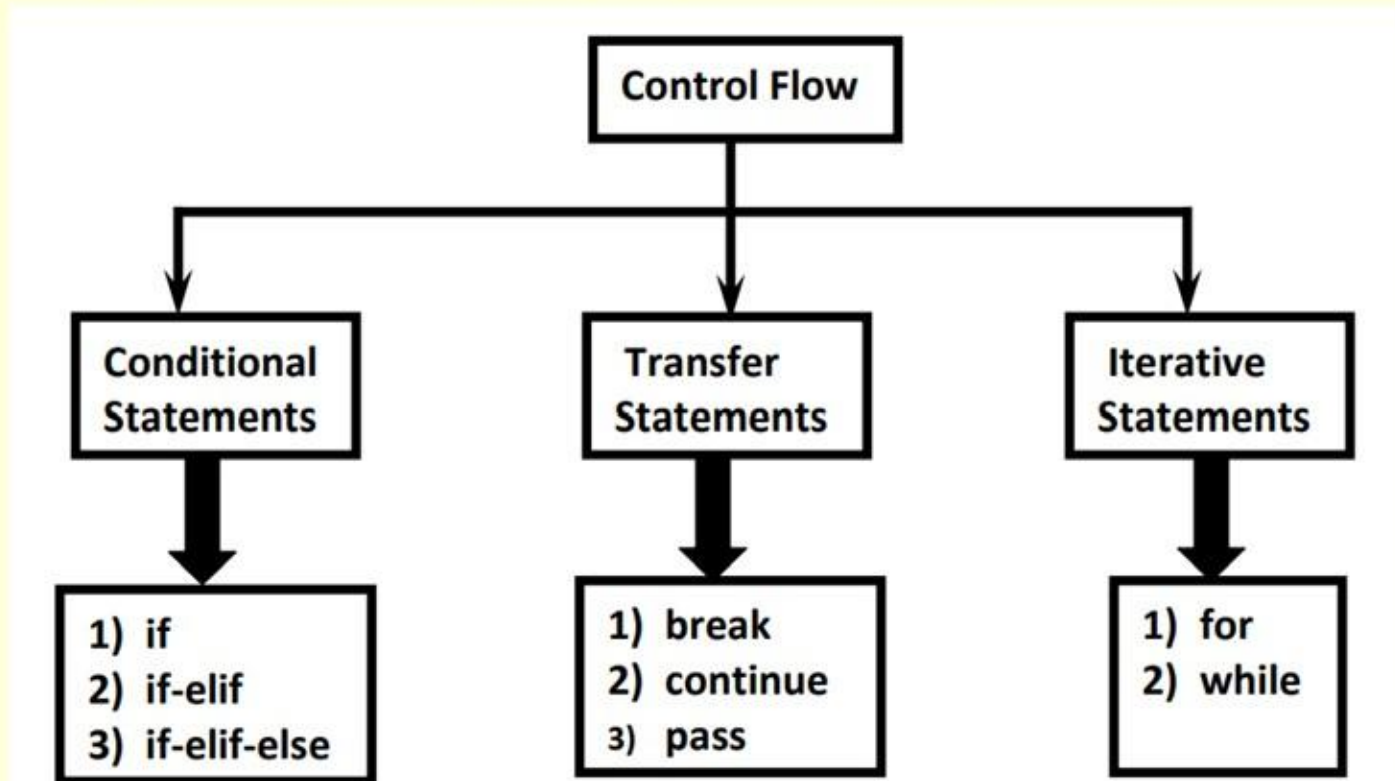 Control Flow
Conditional
Statements
Transfer
Statements
Iterative
Statements
1) if
2) if-elif
3) if-elif-else
1) break
2) continue
3) pass
1) for
2) while